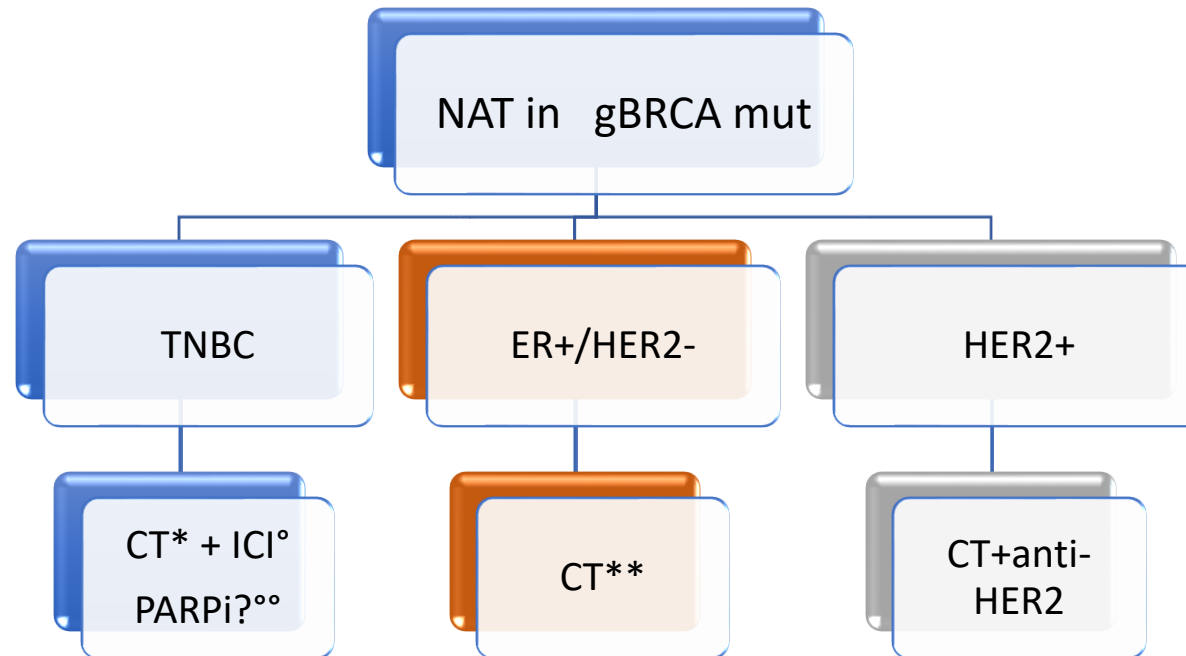 NAT in gBRCA mut
TNBC
ER+/HER2-
HER2+
CT* + ICI°
PARPi?°°
CT**
CT+anti-
HER2